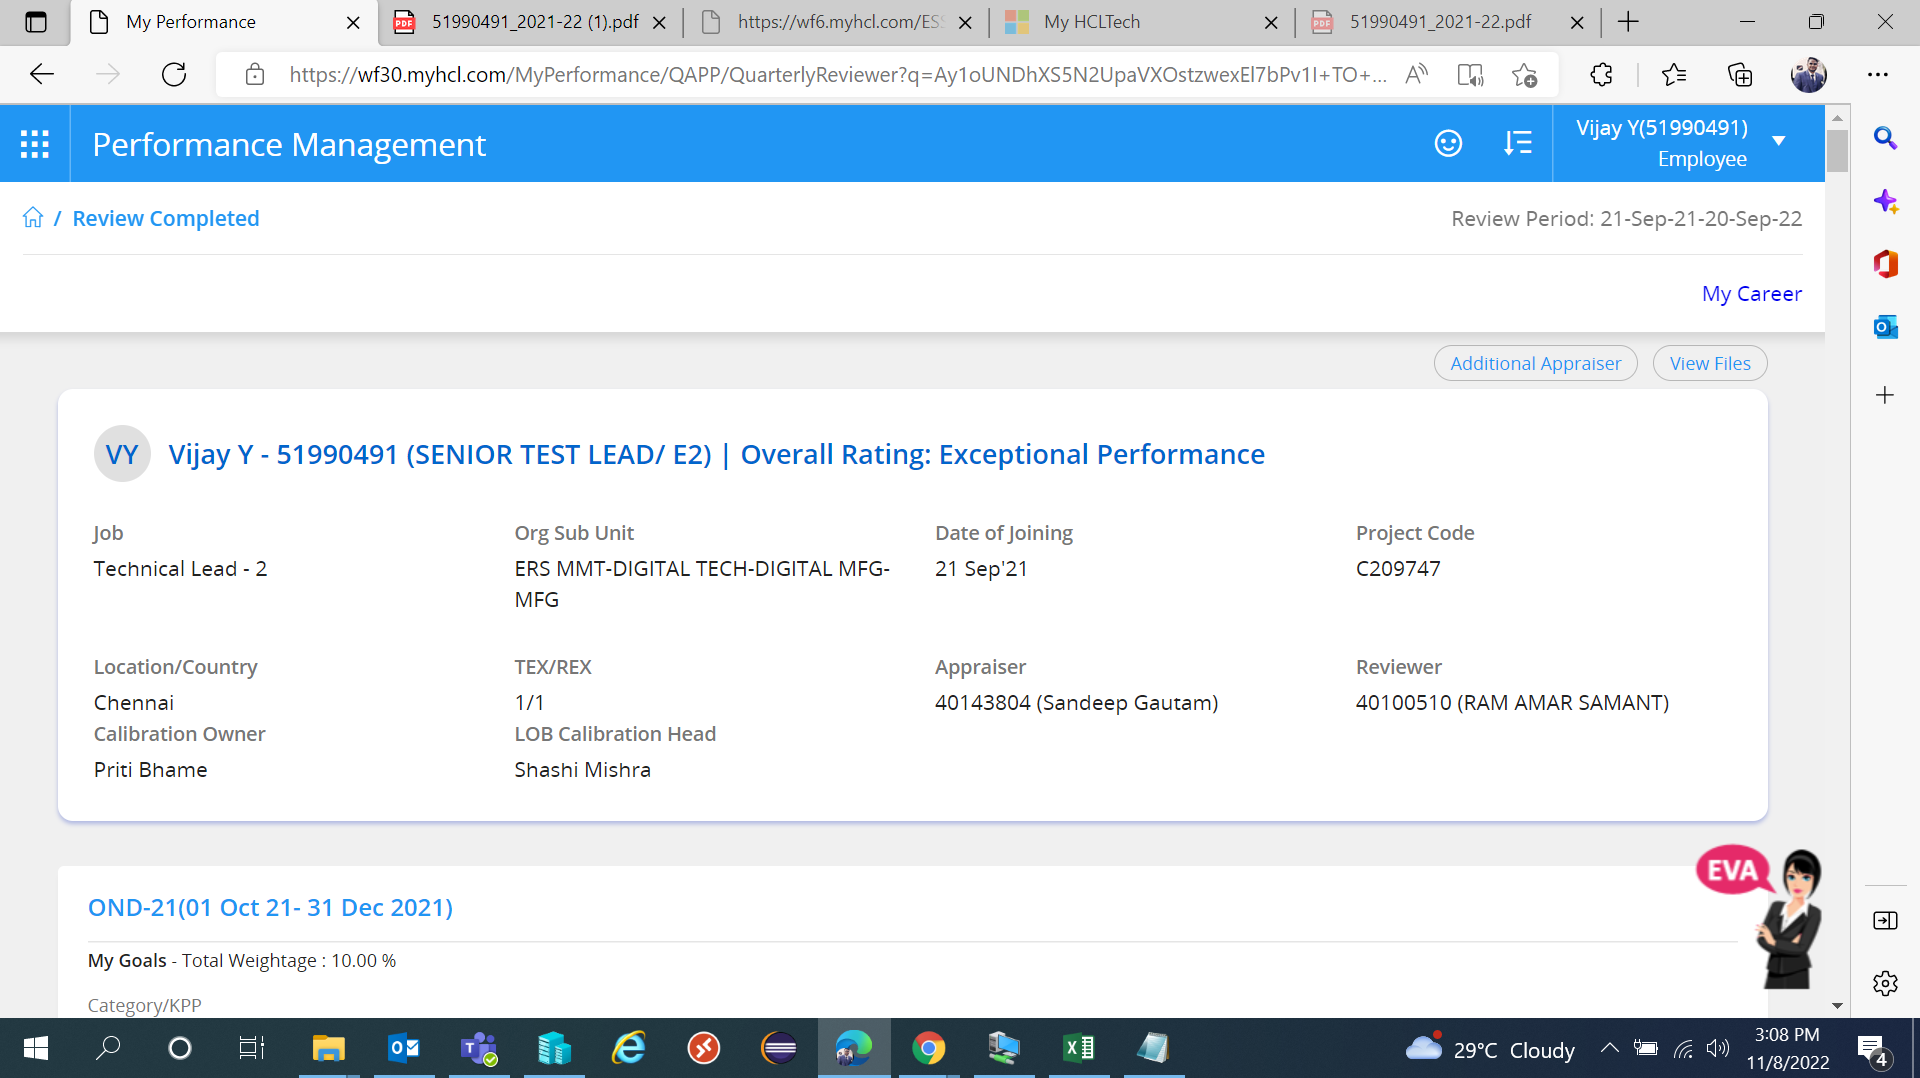 My Performance
51990491_2021-22 (1).pdf
https://wf6.myhcl.com/ESS
My HCLTech
51990491_2021-22.pdf
https://wf30.myhcl.com/MyPerformance/QAPP/QuarterlyReviewer?q=Ay1oUNDhXS5N2UpaVXOstzwexEl7bPv1I+TO+...
Performance Management
Vijay Y(51990491)
Employee
/ Review Completed
Review Period: 21-Sep-21-20-Sep-22
My Career
Additional Appraiser
View Files
VY
Vijay Y - 51990491 (SENIOR TEST LEAD/ E2) | Overall Rating: Exceptional Performance
Job
Org Sub Unit
Date of Joining
Project Code
Technical Lead - 2
ERS MMT-DIGITAL TECH-DIGITAL MFG-
MFG
21 Sep'21
C209747
Location/Country
TEX/REX
Appraiser
Reviewer
Chennai
1/1
40143804 (Sandeep Gautam)
40100510 (RAM AMAR SAMANT)
Calibration Owner
LOB Calibration Head
Priti Bhame
Shashi Mishra
EVA
OND-21(01 Oct 21- 31 Dec 2021)
My Goals - Total Weightage : 10.00 %
Category/KPP
29°C Cloudy
3:08 PM
11/8/2022
4